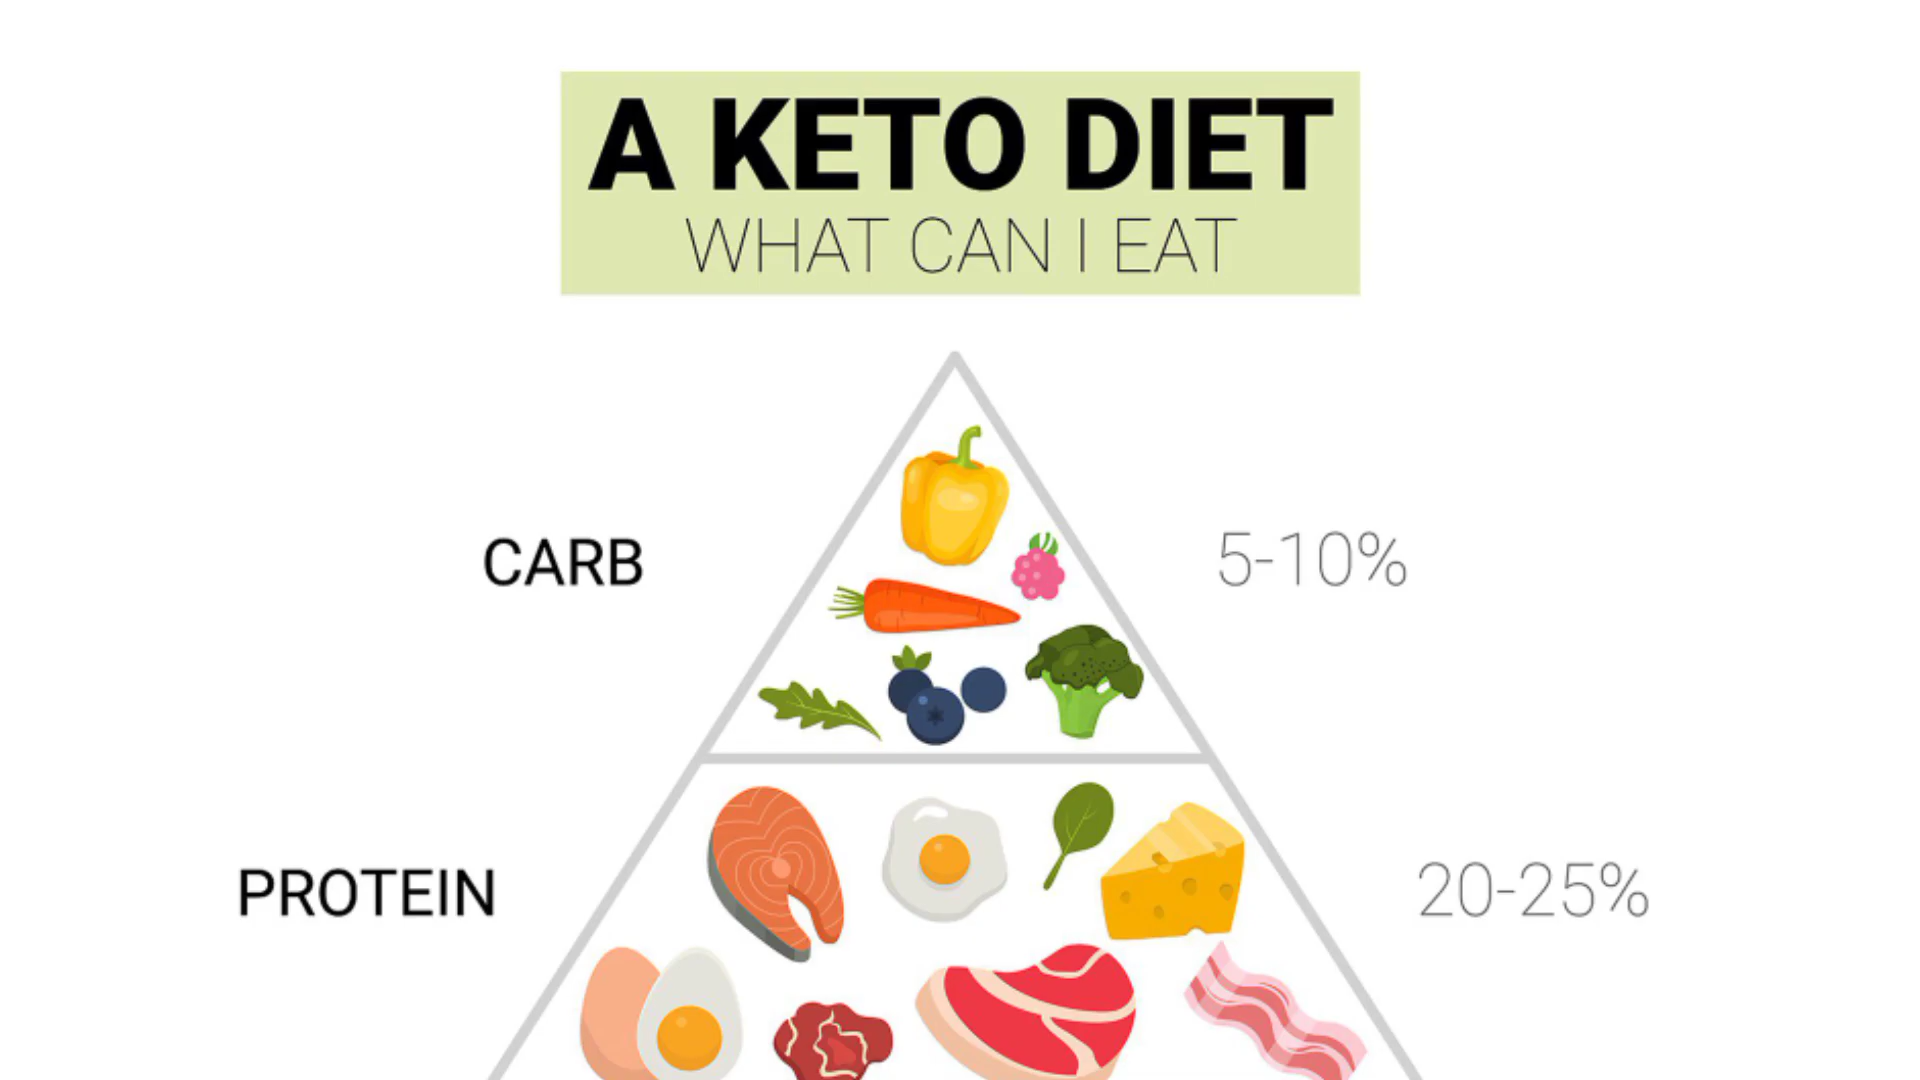 A KETO DIET
WHAT CAN I EAT
CARB
5-10%
PROTEIN
20-25%